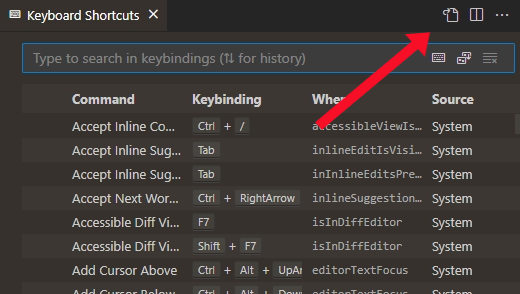 Keyboard Shortcuts
Type to search in keybindings (⇅ for history)
Command Keybinding When Source
Accept Inline Co... Ctrl + / accessibleViewIs... System
Accept Inline Sug... Tab inlineEditIsVisi... System
Accept Inline Sug... Tab inInlineEditsPre... System
Accept Next Wor... Ctrl + RightArrow inlineSuggestion... System
Accessible Diff Vi... F7 isInDiffEditor System
Accessible Diff Vi... Shift + F7 isInDiffEditor System
Add Cursor Above Ctrl + Alt + UpAr editorTextFocus System
Add Cursor Below Ctrl + Alt + Dow editorTextFocus System